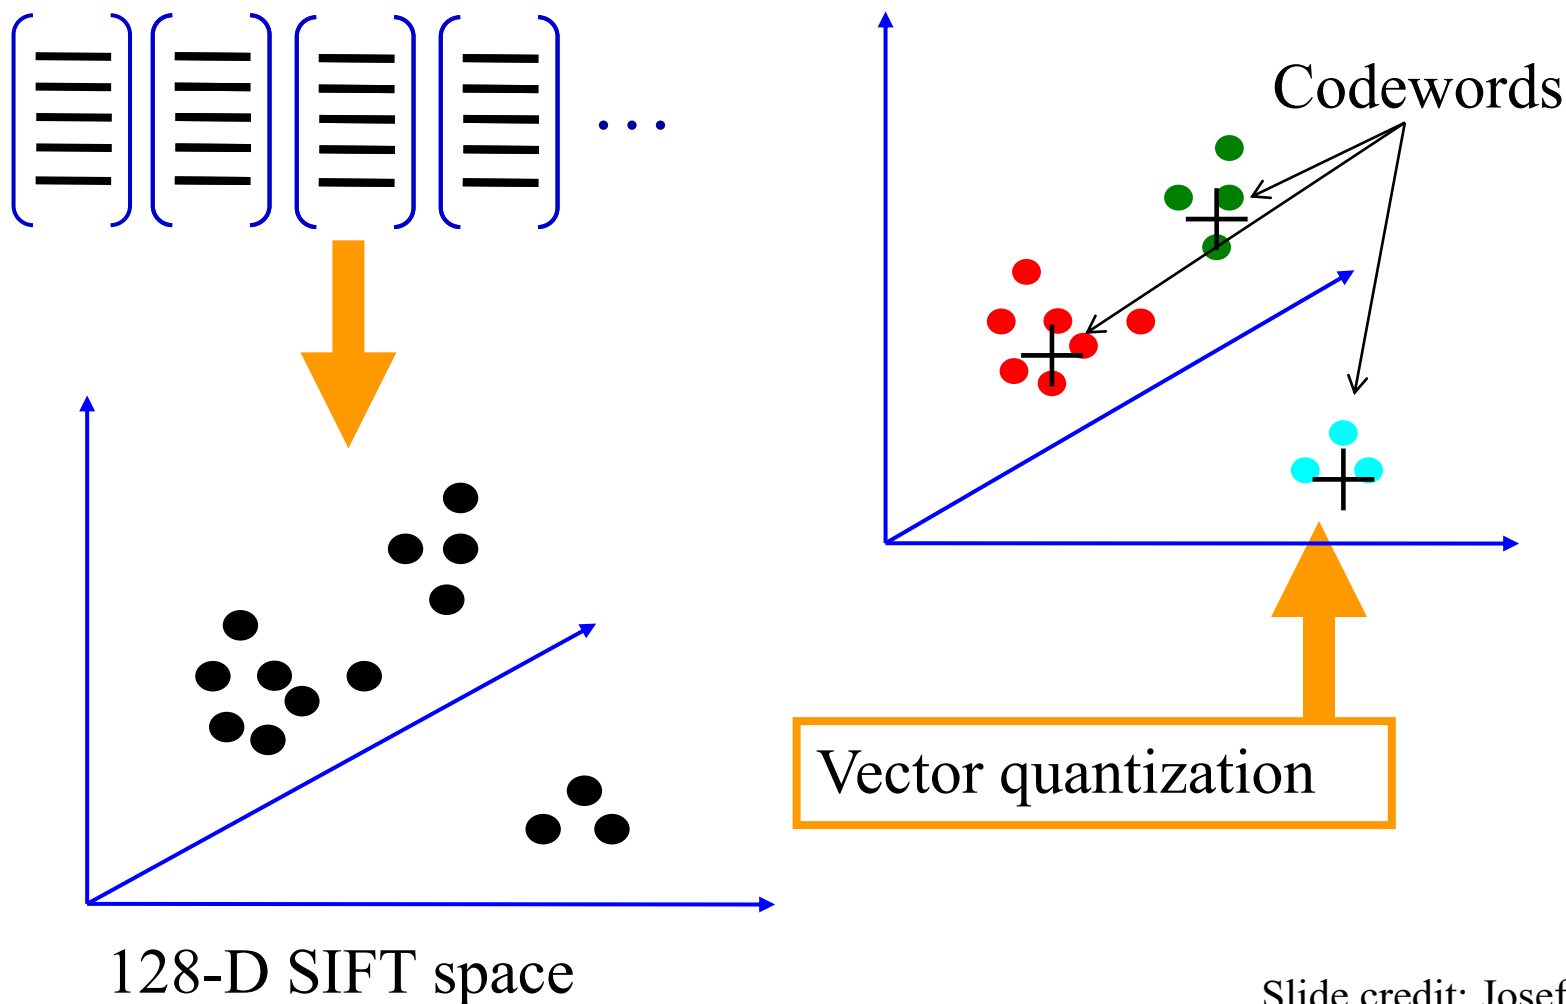 . . .
Codewords
Vector quantization
128-D SIFT space
Slide credit: Josef